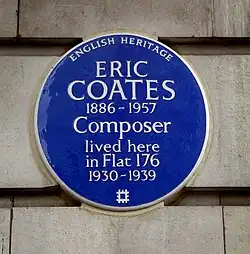 ENGLISH HERITAGE
ERIC
COATES
1886-1957
Composer
lived here
in Flat 176
1930-1939